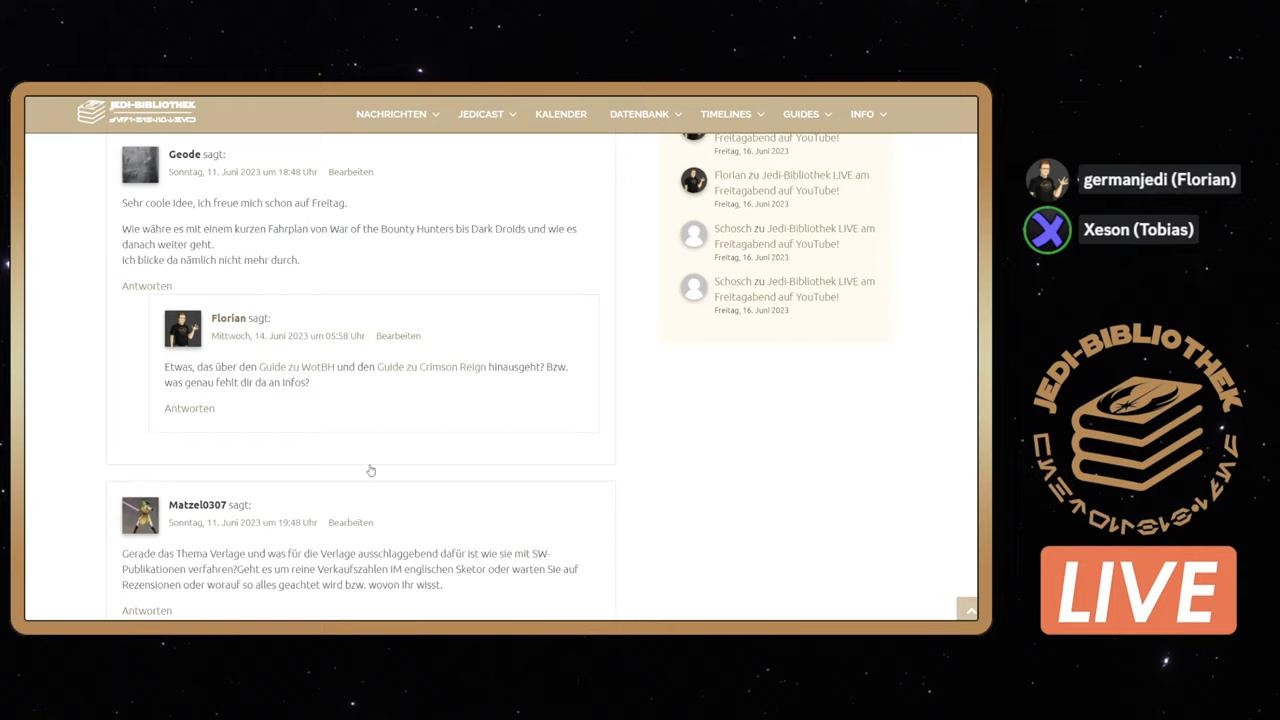 JEDI-BIBLIOTHEK
NACHRICHTEN
JEDICAST
KALENDER
DATENBANK
TIMELINES
GUIDES
INFO
Geode sagt:
Sonntag, 11. Juni 2023 um 18:48 Uhr Bearbeiten
Sehr coole Idee, ich freue mich schon auf Freitag.
Wie währe es mit einem kurzen Fahrplan von War of the Bounty Hunters bis Dark Droids und wie es
danach weiter geht.
Ich blicke da nämlich nicht mehr durch.
Antworten
Florian sagt:
Mittwoch, 14. Juni 2023 um 05:58 Uhr Bearbeiten
Etwas, das über den Guide zu WotBH und den Guide zu Crimson Reign hinausgeht? Bzw.
was genau fehlt dir da an Infos?
Antworten
Matzel0307 sagt:
Sonntag, 11. Juni 2023 um 19:48 Uhr Bearbeiten
Gerade das Thema Verlage und was für die Verlage ausschlaggebend dafür ist wie sie mit SW-
Publikationen verfahren?Geht es um reine Verkaufszahlen IM englischen Sketor oder warten Sie auf
Rezensionen oder worauf so alles geachtet wird bzw. wovon Ihr wisst.
Antworten
Freitagabend auf YouTube!
Freitag, 16. Juni 2023
Florian zu Jedi-Bibliothek LIVE am
Freitagabend auf YouTube!
Freitag, 16. Juni 2023
Schosch zu Jedi-Bibliothek LIVE am
Freitagabend auf YouTube!
Freitag, 16. Juni 2023
Schosch zu Jedi-Bibliothek LIVE am
Freitagabend auf YouTube!
Freitag, 16. Juni 2023
germanjedi (Florian)
Xeson (Tobias)
JEDI-BIBLIOTHEK
LIVE